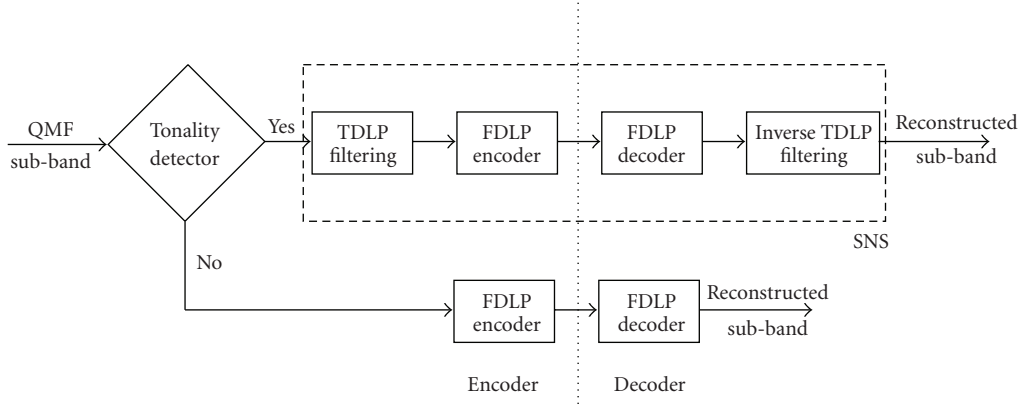 QMF
sub-band
Tonality
detector
Yes
TDLP
filtering
FDLP
encoder
FDLP
decoder
Inverse TDLP
filtering
Reconstructed
sub-band
SNS
No
FDLP
encoder
FDLP
decoder
Reconstructed
sub-band
Encoder
Decoder